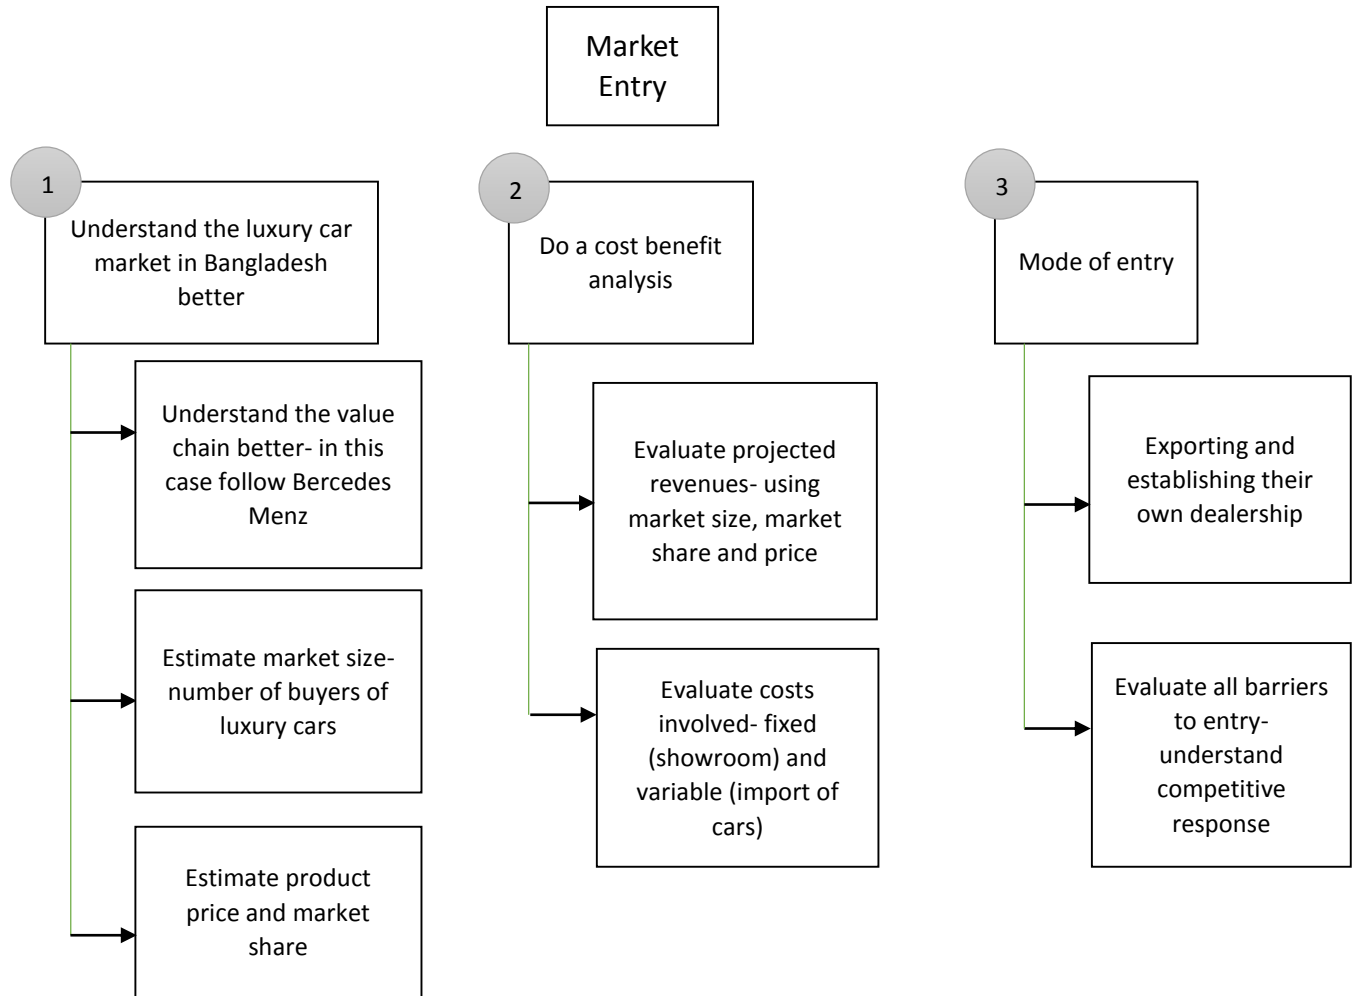 Market
Entry
1
Understand the luxury car
market in Bangladesh
better
Understand the value
chain better- in this
case follow Bercedes
Menz
Estimate market size-
number of buyers of
luxury cars
Estimate product
price and market
share
2
Do a cost benefit
analysis
Evaluate projected
revenues- using
market size, market
share and price
Evaluate costs
involved- fixed
(showroom) and
variable (import of
cars)
3
Mode of entry
Exporting and
establishing their
own dealership
Evaluate all barriers
to entry-
understand
competitive
response